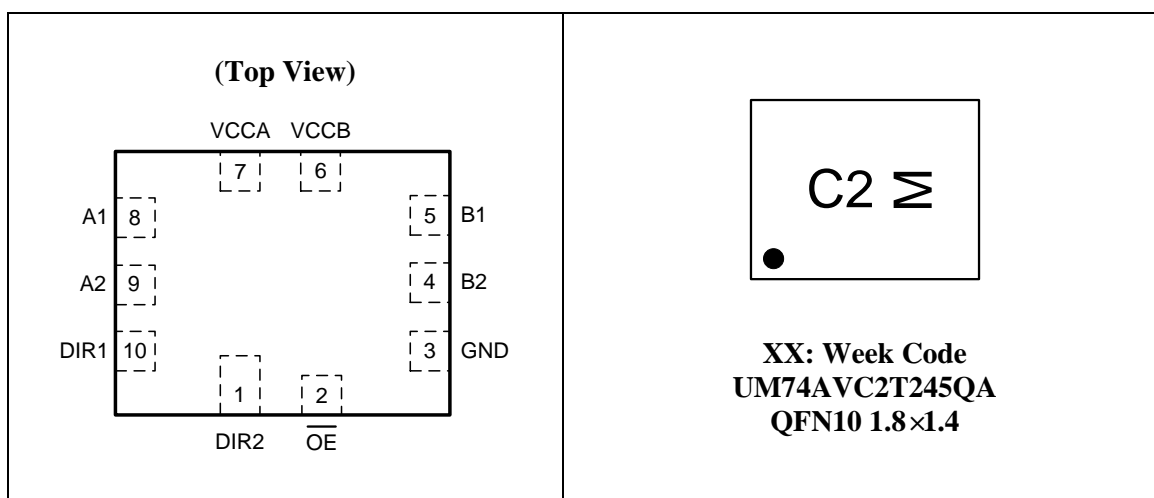 (Top View)
VCCA VCCB
7 6
A1 8 5 B1
A2 9 4 B2
DIR1 10 3 GND
1 2
DIR2 OE
C2 M
XX: Week Code
UM74AVC2T245QA
QFN10 1.8×1.4